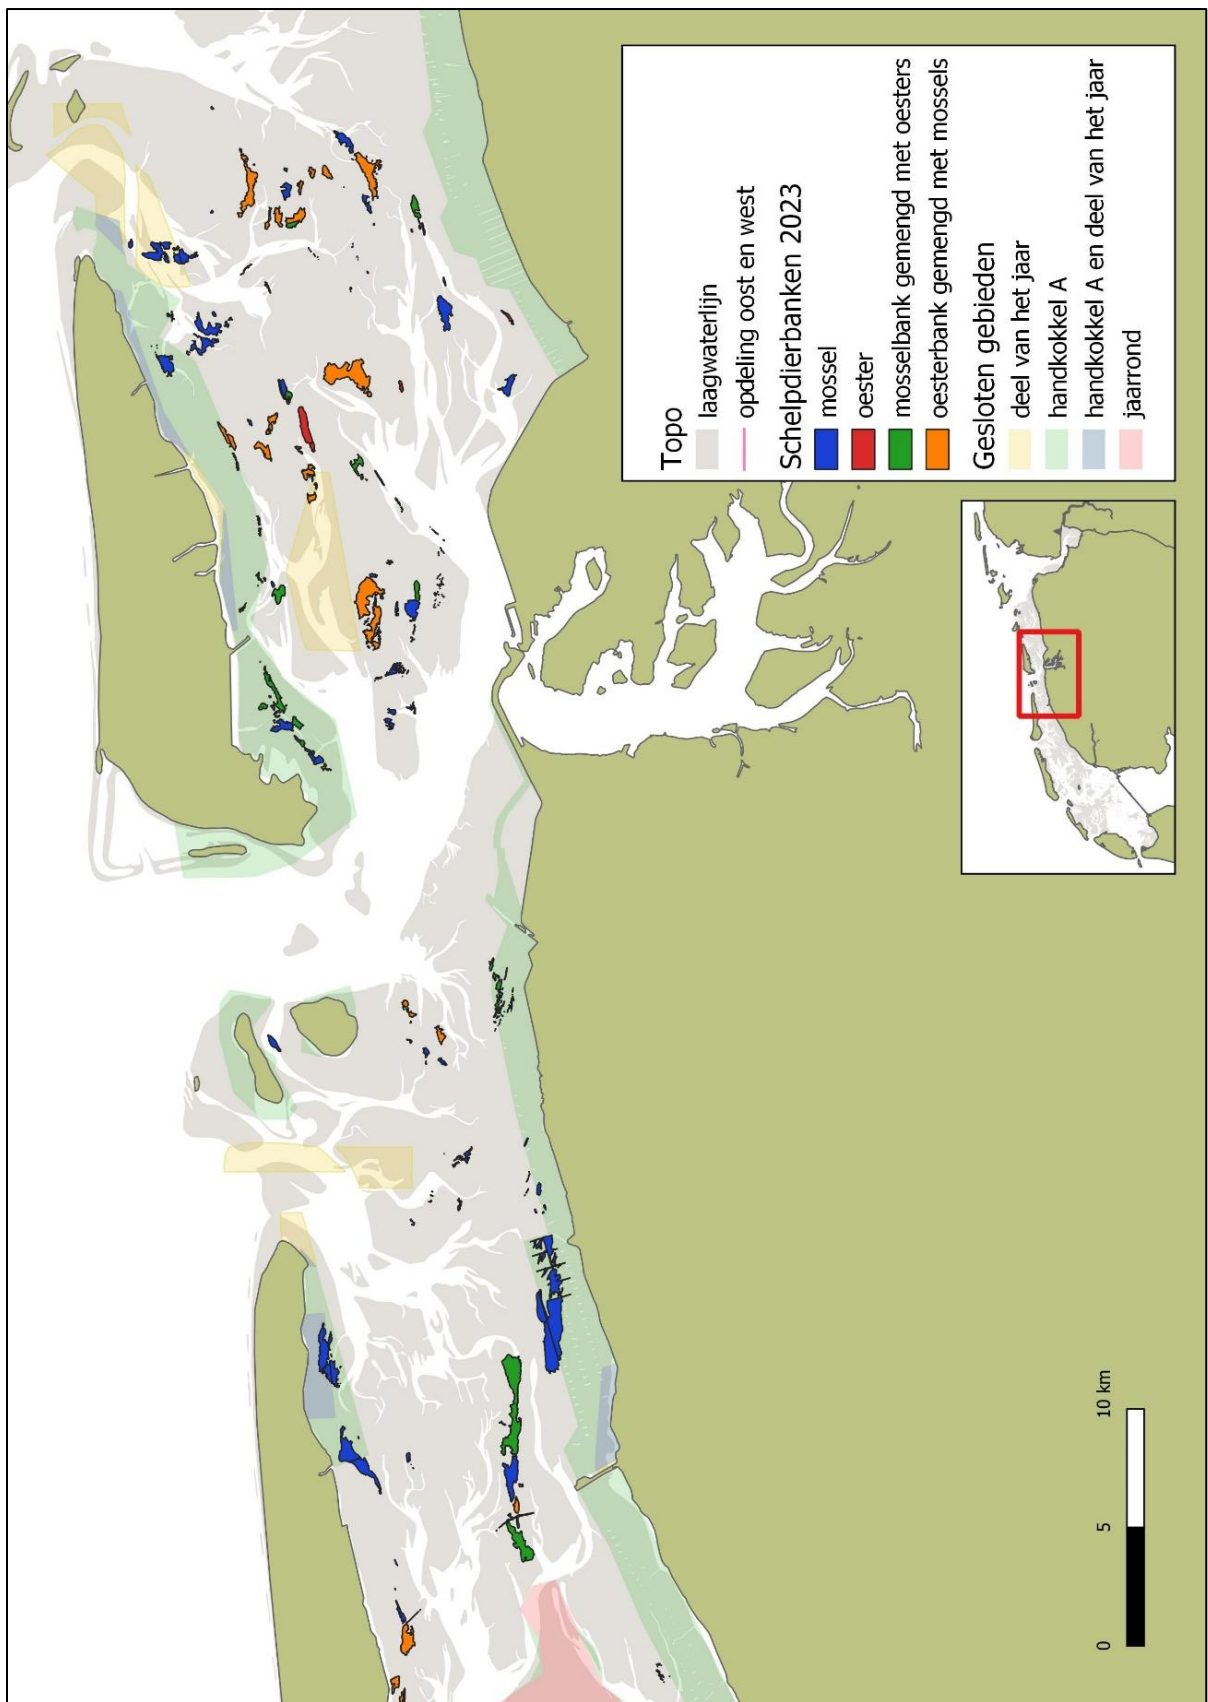 Topo
laagwaterlijn
opdeling oost en west
Schelpdierbanken 2023
mossel
oester
mosselbank gemengd met oesters
oesterbank gemengd met mossels
Gesloten gebieden
deel van het jaar
handkokkel A
handkokkel A en deel van het jaar
jaarrond
0 5 10 km